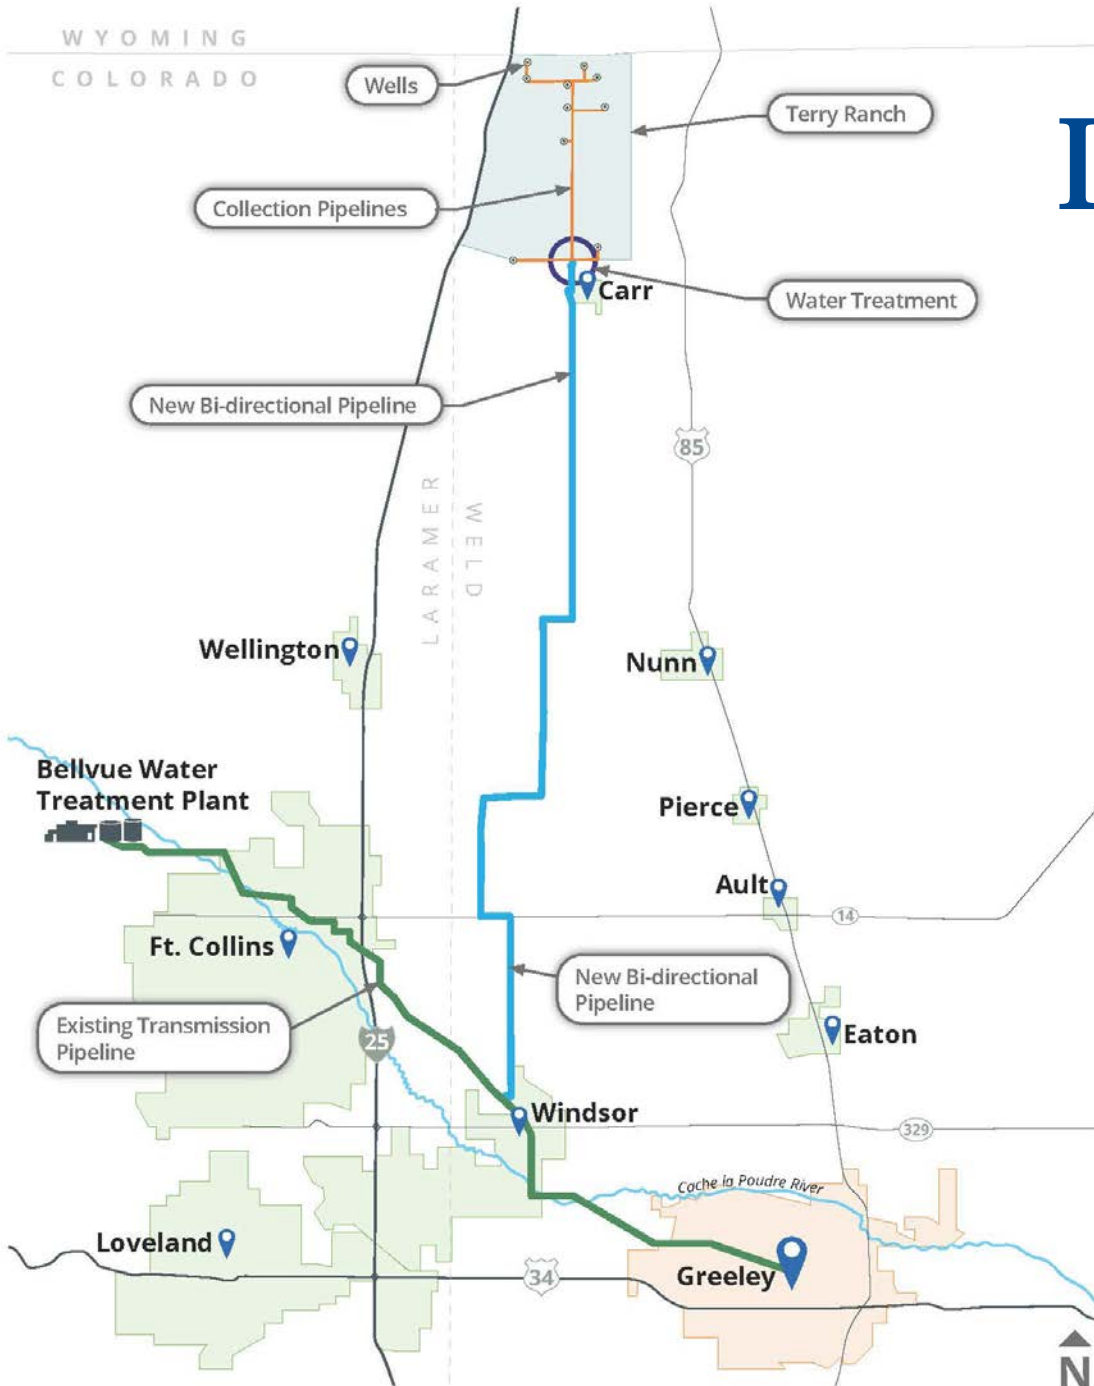 WYOMING
COLORADO
Wells
Terry Ranch
Collection Pipelines
Carr
Water Treatment
New Bi-directional Pipeline
85
LARAMER
WELD
Wellington
Nunn
Bellvue Water
Treatment Plant
Pierce
Ault
14
Ft. Collins
New Bi-directional
Pipeline
Existing Transmission
Pipeline
25
Eaton
Windsor
329
Cache la Poudre River
Loveland
34
Greeley
N